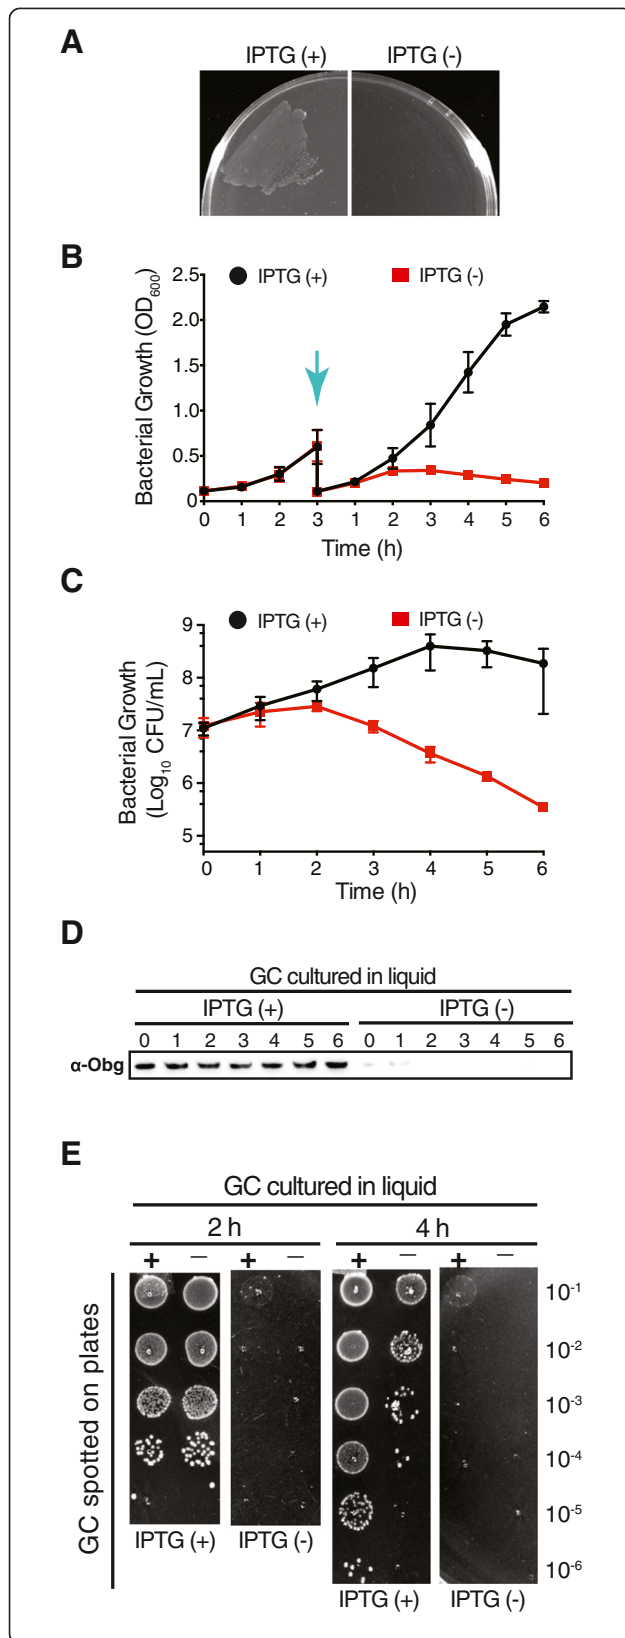 A
IPTG (+) IPTG (-)
B
Bacterial Growth (OD600)
IPTG (+) IPTG (-)
2.5
2.0
1.5
1.0
0.5
0
0 1 2 3 1 2 3 4 5 6
Time (h)
C
Bacterial Growth
(Log10 CFU/mL)
IPTG (+) IPTG (-)
9
8
7
6
5
0 1 2 3 4 5 6
Time (h)
D
GC cultured in liquid
IPTG (+) IPTG (-)
0 1 2 3 4 5 6 0 1 2 3 4 5 6
α-Obg
E
GC cultured in liquid
2 h 4 h
+ − + − + − + −
GC spotted on plates
10-1
10-2
10-3
10-4
10-5
10-6
IPTG (+) IPTG (-)
IPTG (+) IPTG (-)